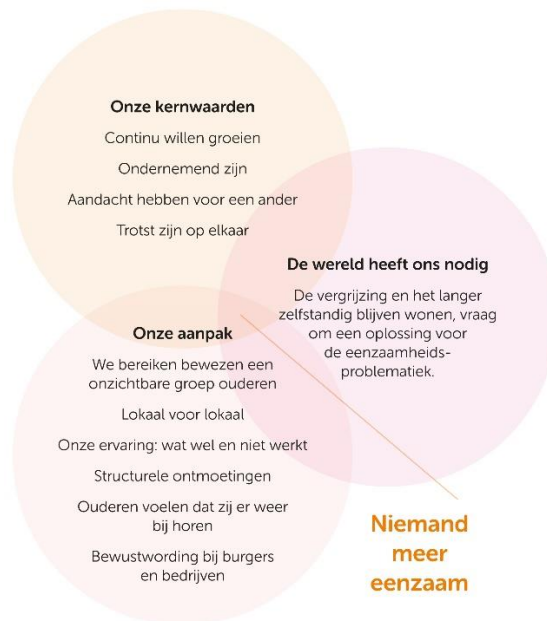 Onze kernwaarden
Continu willen groeien
Ondernemend zijn
Aandacht hebben voor een ander
Trotst zijn op elkaar
De wereld heeft ons nodig
De vergrijzing en het langer
zelfstandig blijven wonen, vraag
om een oplossing voor
de eenzaamheids-
problematiek.
Onze aanpak
We bereiken bewezen een
onzichtbare groep ouderen
Lokaal voor lokaal
Onze ervaring: wat wel en niet werkt
Structurele ontmoetingen
Ouderen voelen dat zij er weer
bij horen
Bewustwording bij burgers
en bedrijven
Niemand
meer
eenzaam